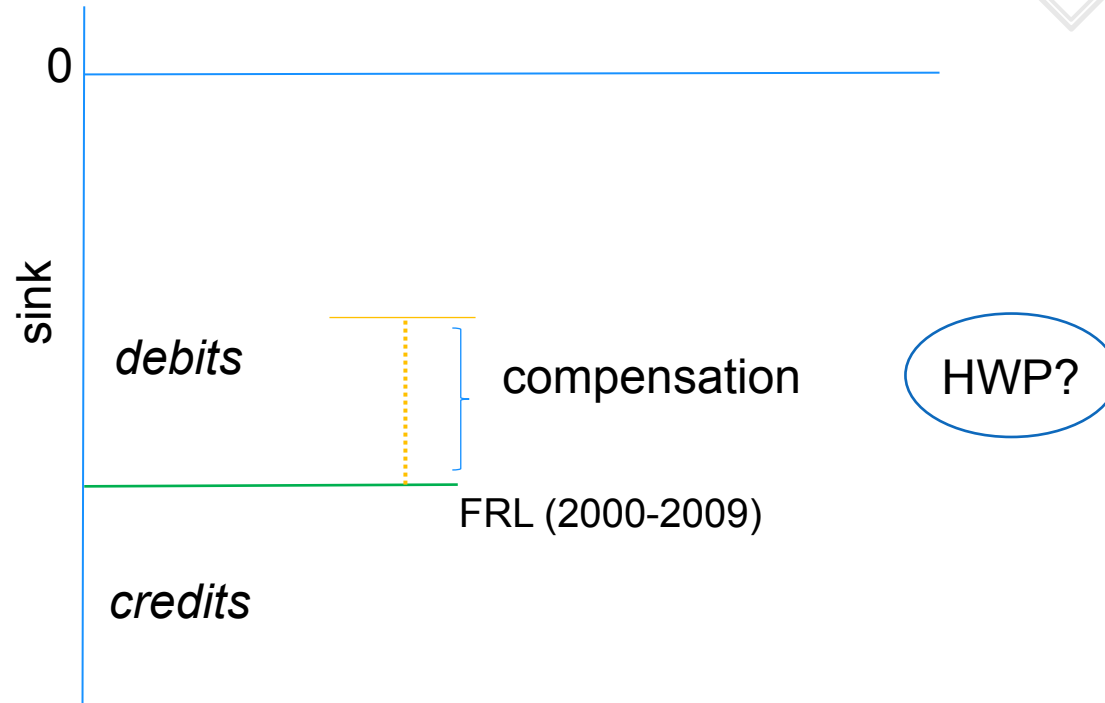 0
sink
debits
compensation
HWP?
FRL (2000-2009)
credits